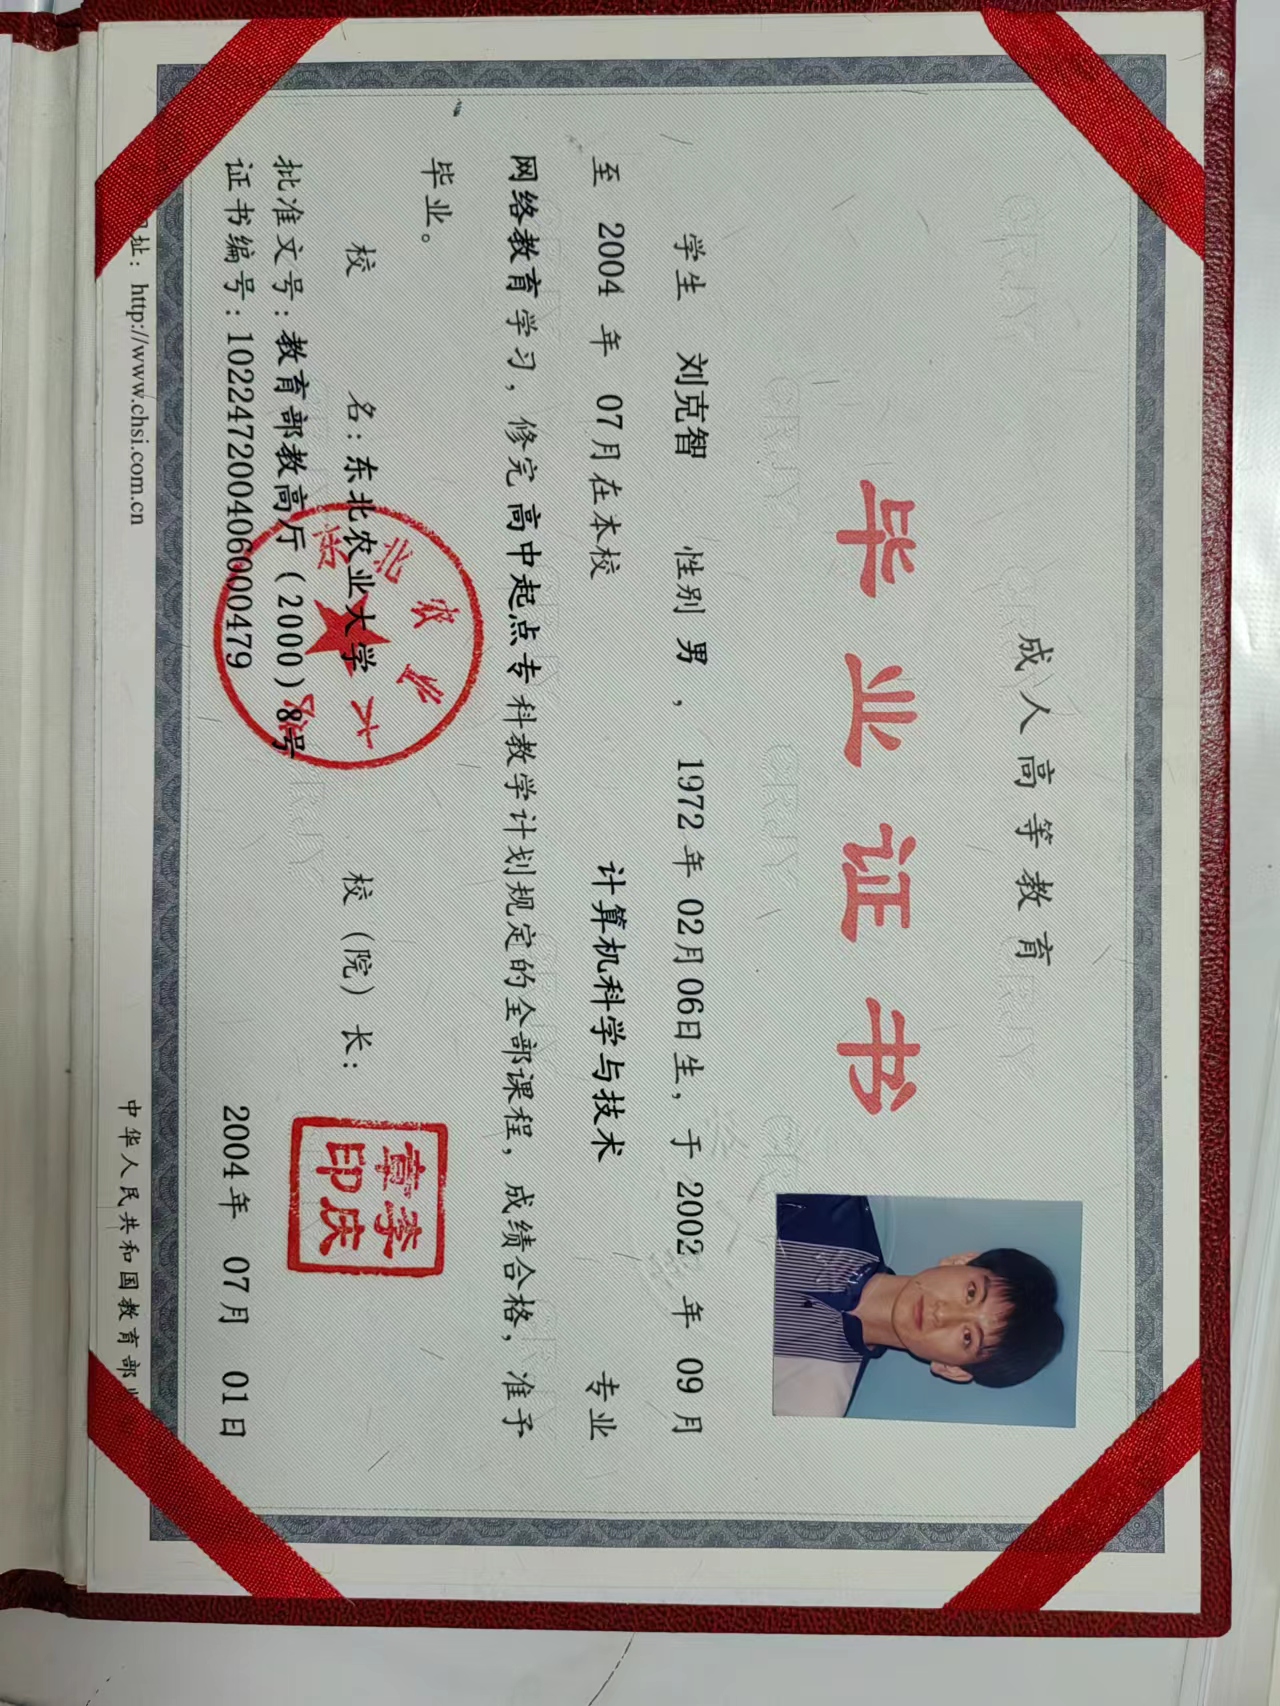 成人高等教育
毕业证书
学生 刘克智 性别 男 ， 1972 年 02月 06日生，于 2002 年 09 月
至 2004 年 07月在本校 计算机科学与技术 专业
网络教育学习，修完高中起点专科教学计划规定的全部课程，成绩合格，准予
毕业。
校 名：东北农业大学 校（院）长：
批准文号：教育部教高厅（2000）8号
证书编号：102247200406000479 2004年 07月 01日
址：http://www.chsi.com.cn 中华人民共和国教育部
东北农业大学
李庆章印